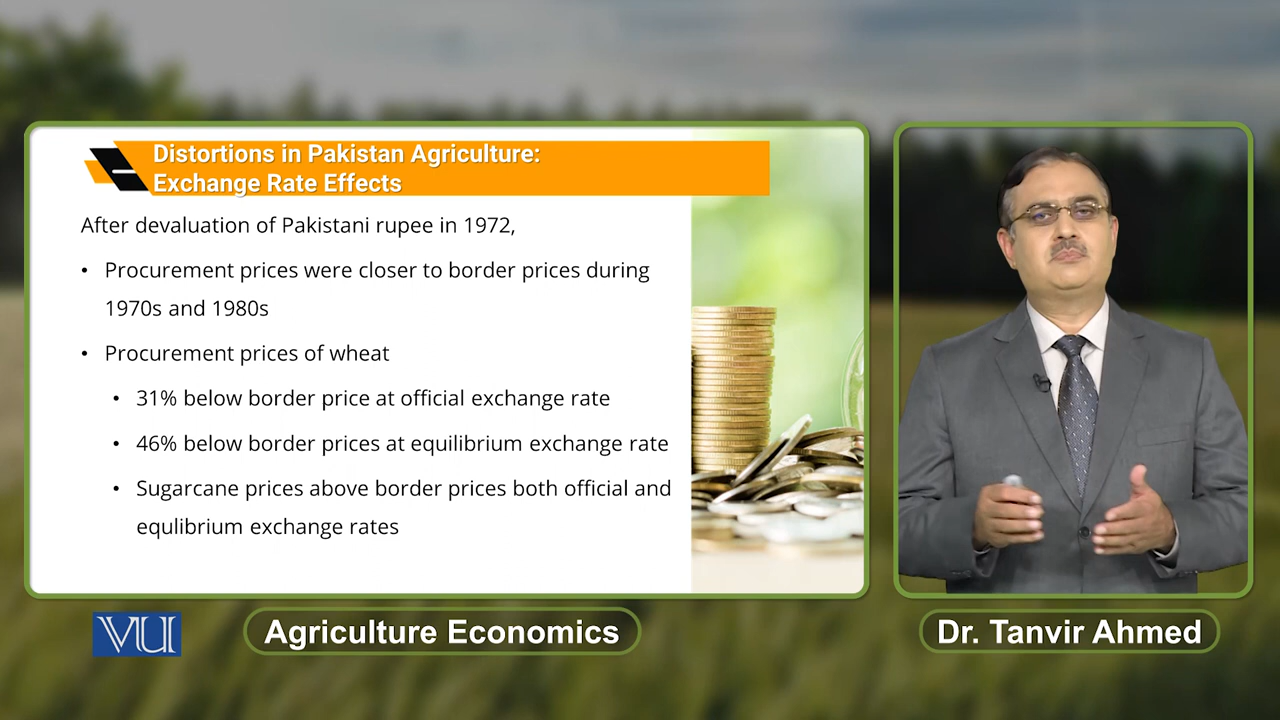 Distortions in Pakistan Agriculture:
Exchange Rate Effects
After devaluation of Pakistani rupee in 1972,
• Procurement prices were closer to border prices during
1970s and 1980s
• Procurement prices of wheat
• 31% below border price at official exchange rate
• 46% below border prices at equilibrium exchange rate
• Sugarcane prices above border prices both official and
equlibrium exchange rates
VU
Agriculture Economics
Dr. Tanvir Ahmed